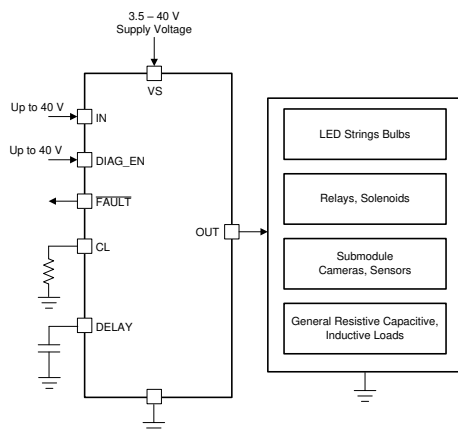 3.5 – 40 V
Supply Voltage
VS
Up to 40 V
IN
Up to 40 V
DIAG_EN
FAULT
CL
DELAY
OUT
LED Strings Bulbs
Relays, Solenoids
Submodule
Cameras, Sensors
General Resistive Capacitive,
Inductive Loads